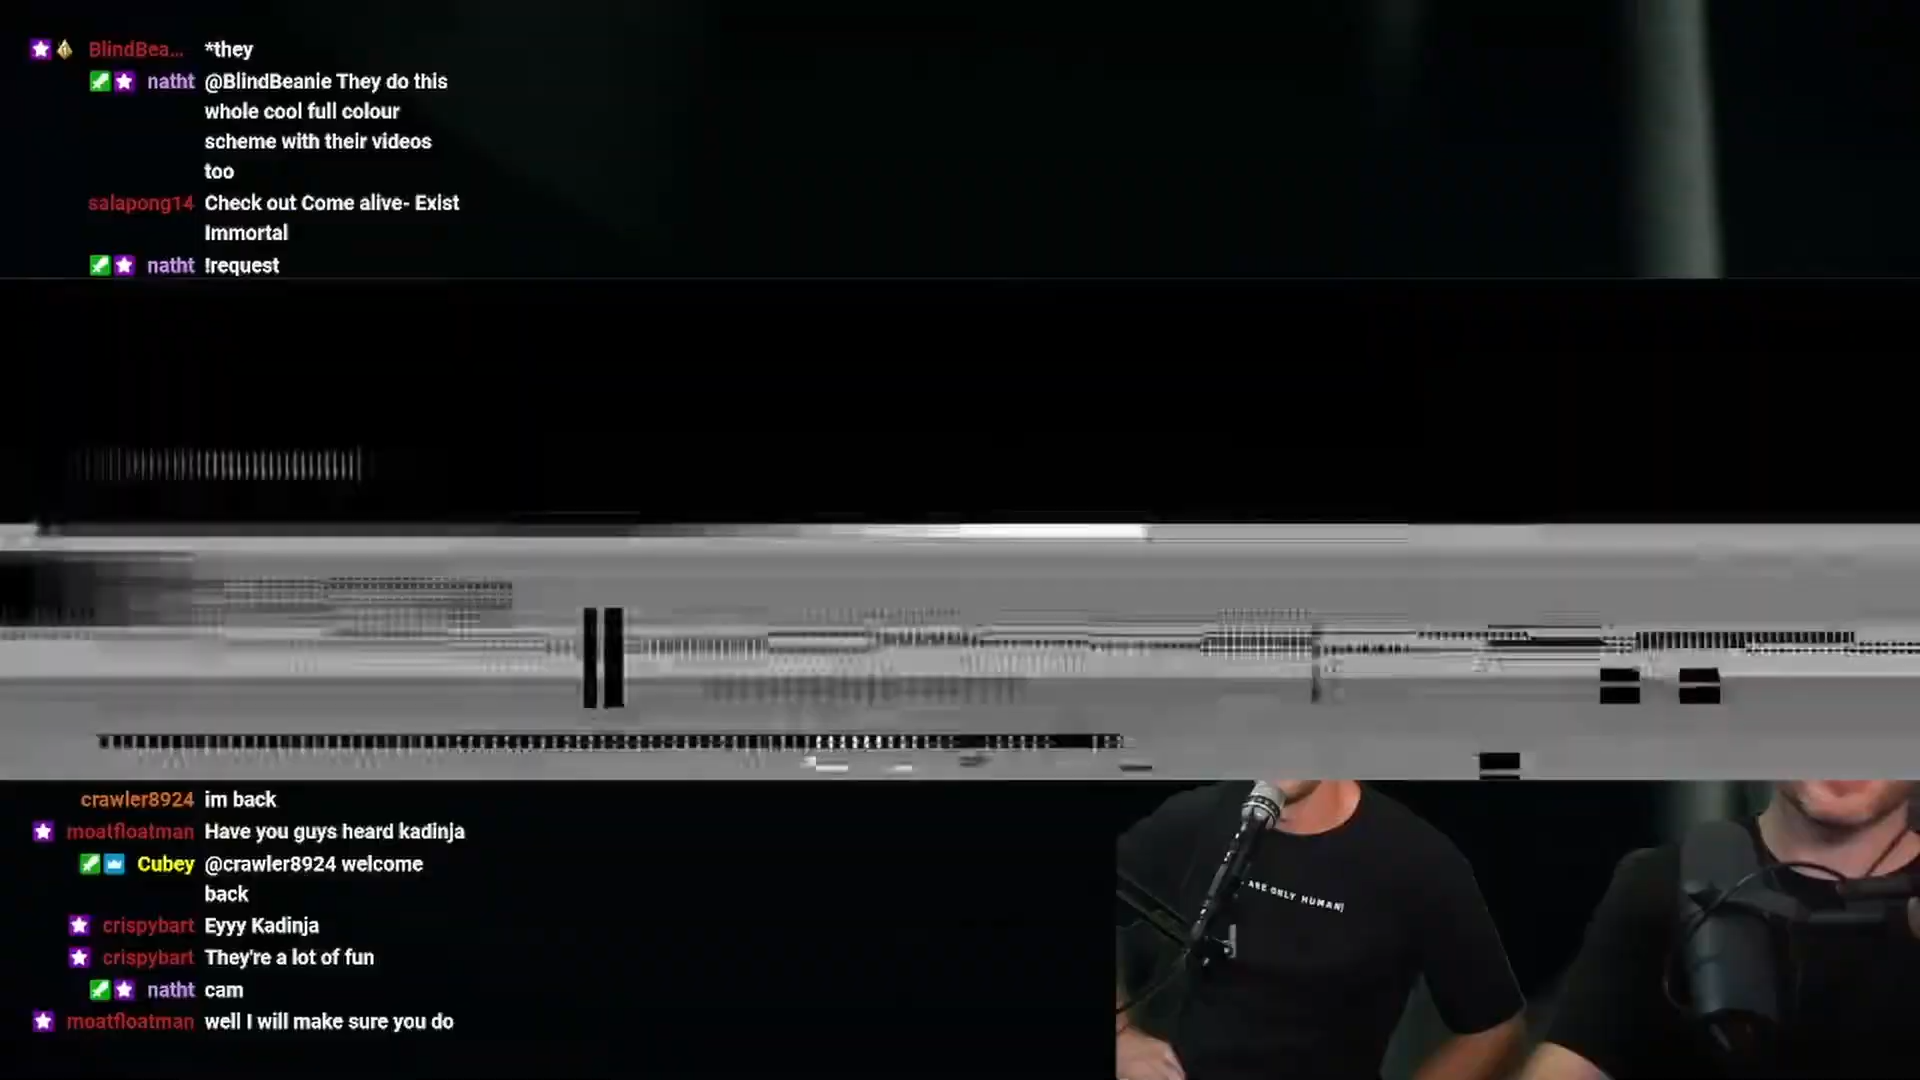 BlindBea... *they
natht @BlindBeanie They do this
whole cool full colour
scheme with their videos
too
salapong14 Check out Come alive- Exist
Immortal
natht !request
crawler8924 im back
moatfloatman Have you guys heard kadinja
Cubey @crawler8924 welcome
back
crispybart Eyyy Kadinja
crispybart They're a lot of fun
natht cam
moatfloatman well I will make sure you do
ARE ONLY HUMAN